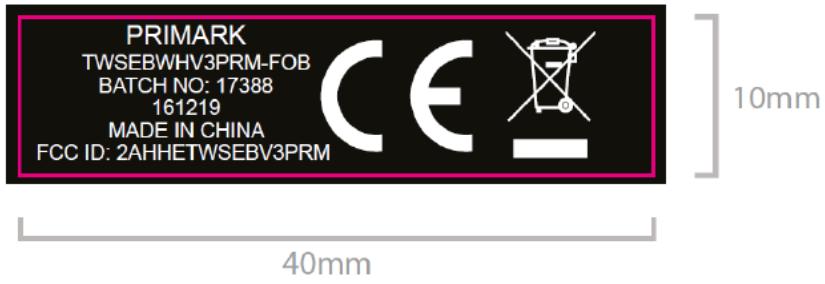 PRIMARK
TWSEBWHV3PRM-FOB
BATCH NO: 17388
161219
MADE IN CHINA
FCC ID: 2AHHETWSEBV3PRM
CE
10mm
40mm